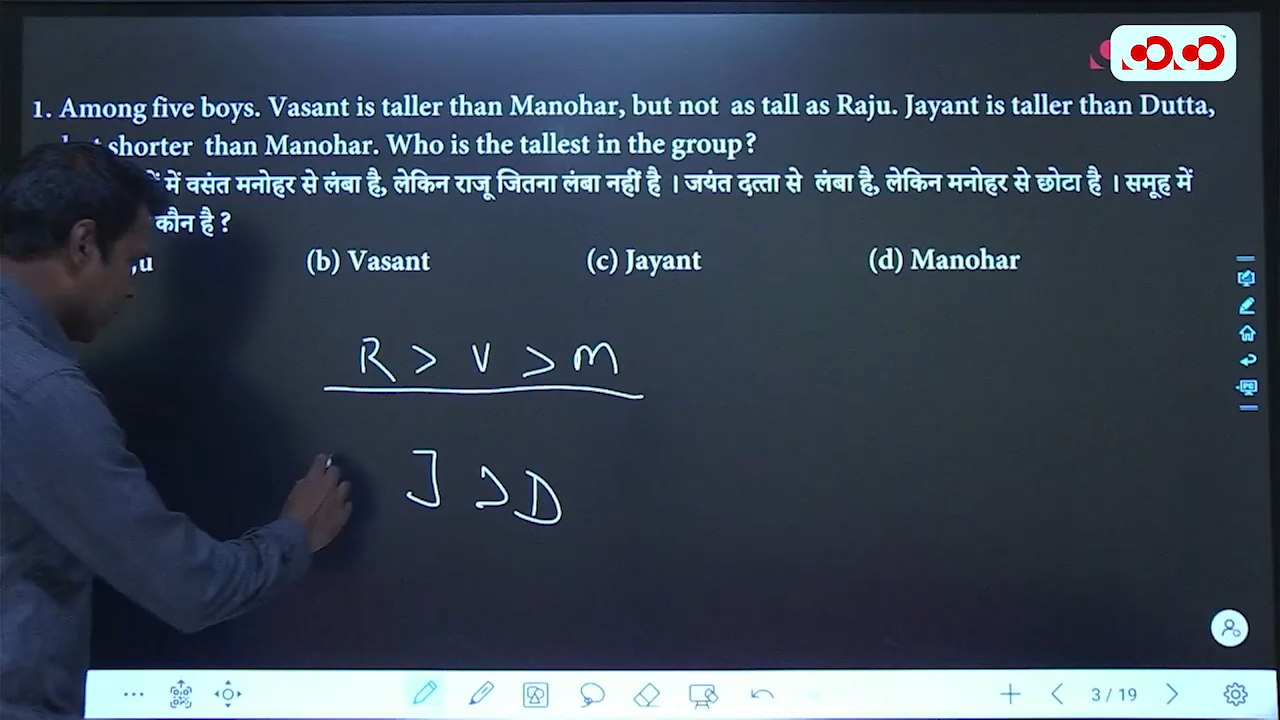 1. Among five boys. Vasant is taller than Manohar, but not as tall as Raju. Jayant is taller than Dutta,
shorter than Manohar. Who is the tallest in the group?
में वसंत मनोहर से लंबा है, लेकिन राजू जितना लंबा नहीं है । जयंत दत्ता से लंबा है, लेकिन मनोहर से छोटा है । समूह में
कौन है ?
(b) Vasant (c) Jayant (d) Manohar
R > V > M
J > D
3 / 19